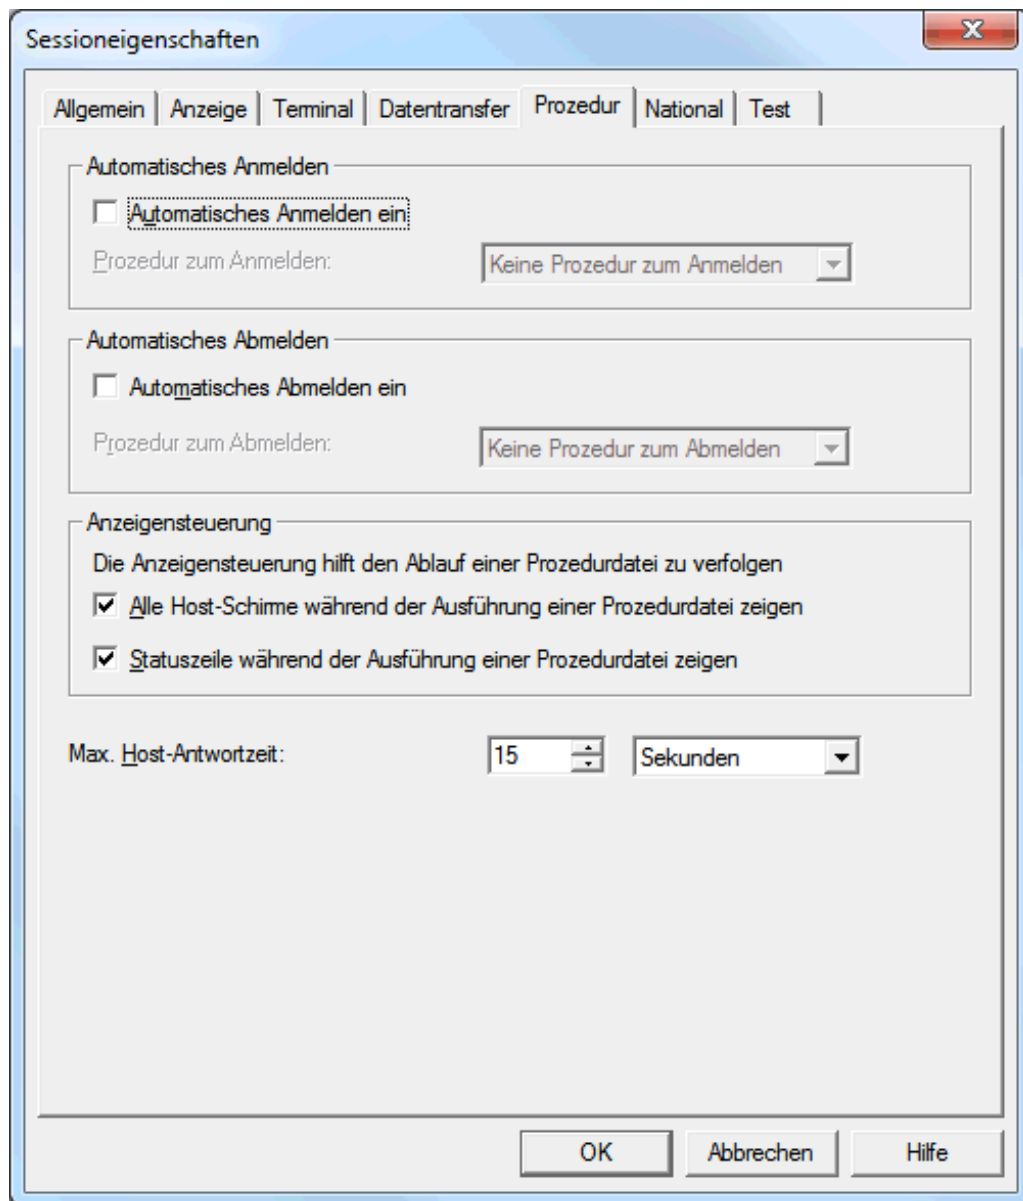 Sessioneigenschaften
Allgemein Anzeige Terminal Datentransfer Prozedur National Test
Automatisches Anmelden
Automatisches Anmelden ein
Prozedur zum Anmelden: Keine Prozedur zum Anmelden
Automatisches Abmelden
Automatisches Abmelden ein
Prozedur zum Abmelden: Keine Prozedur zum Abmelden
Anzeigensteuerung
Die Anzeigensteuerung hilft den Ablauf einer Prozedurdatei zu verfolgen
Alle Host-Schirme während der Ausführung einer Prozedurdatei zeigen
Statuszeile während der Ausführung einer Prozedurdatei zeigen
Max. Host-Antwortzeit: 15 Sekunden
OK Abbrechen Hilfe